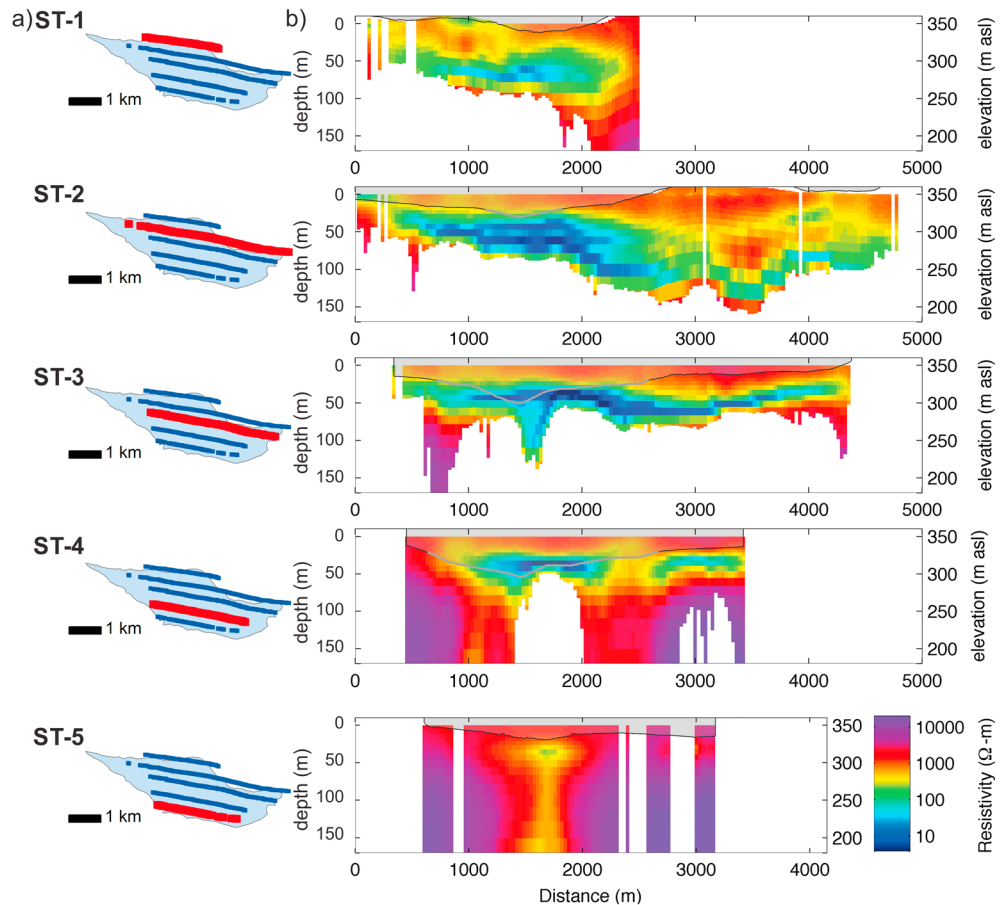 a) ST-1
b)
1 km
0
50
100
150
depth (m)
350
300
250
200
elevation (m asl)
0 1000 2000 3000 4000 5000
ST-2
1 km
0
50
100
150
depth (m)
350
300
250
200
elevation (m asl)
0 1000 2000 3000 4000 5000
ST-3
1 km
0
50
100
150
depth (m)
350
300
250
200
elevation (m asl)
0 1000 2000 3000 4000 5000
ST-4
1 km
0
50
100
150
depth (m)
350
300
250
200
elevation (m asl)
0 1000 2000 3000 4000 5000
ST-5
1 km
0
50
100
150
depth (m)
350
300
250
200
elevation (m asl)
0 1000 2000 3000 4000
Distance (m)
10000
1000
100
10
Resistivity (Ω -m)